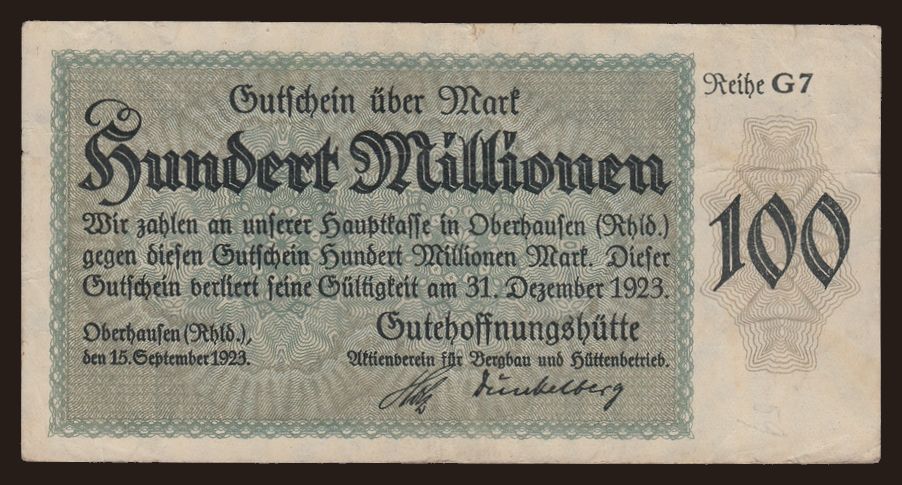 Gutschein über Mark
Hundert Millionen
Wir zahlen an unserer Hauptkasse in Oberhausen (Rhld.)
gegen diesen Gutschein Hundert Millionen Mark. Dieser
Gutschein verliert seine Gültigkeit am 31. Dezember 1923.
Oberhausen (Rhld.),
den 15. September 1923.
Gutehoffnungshütte
Aktienverein für Bergbau und Hüttenbetrieb.
Dunkelberg
Reihe G7
100